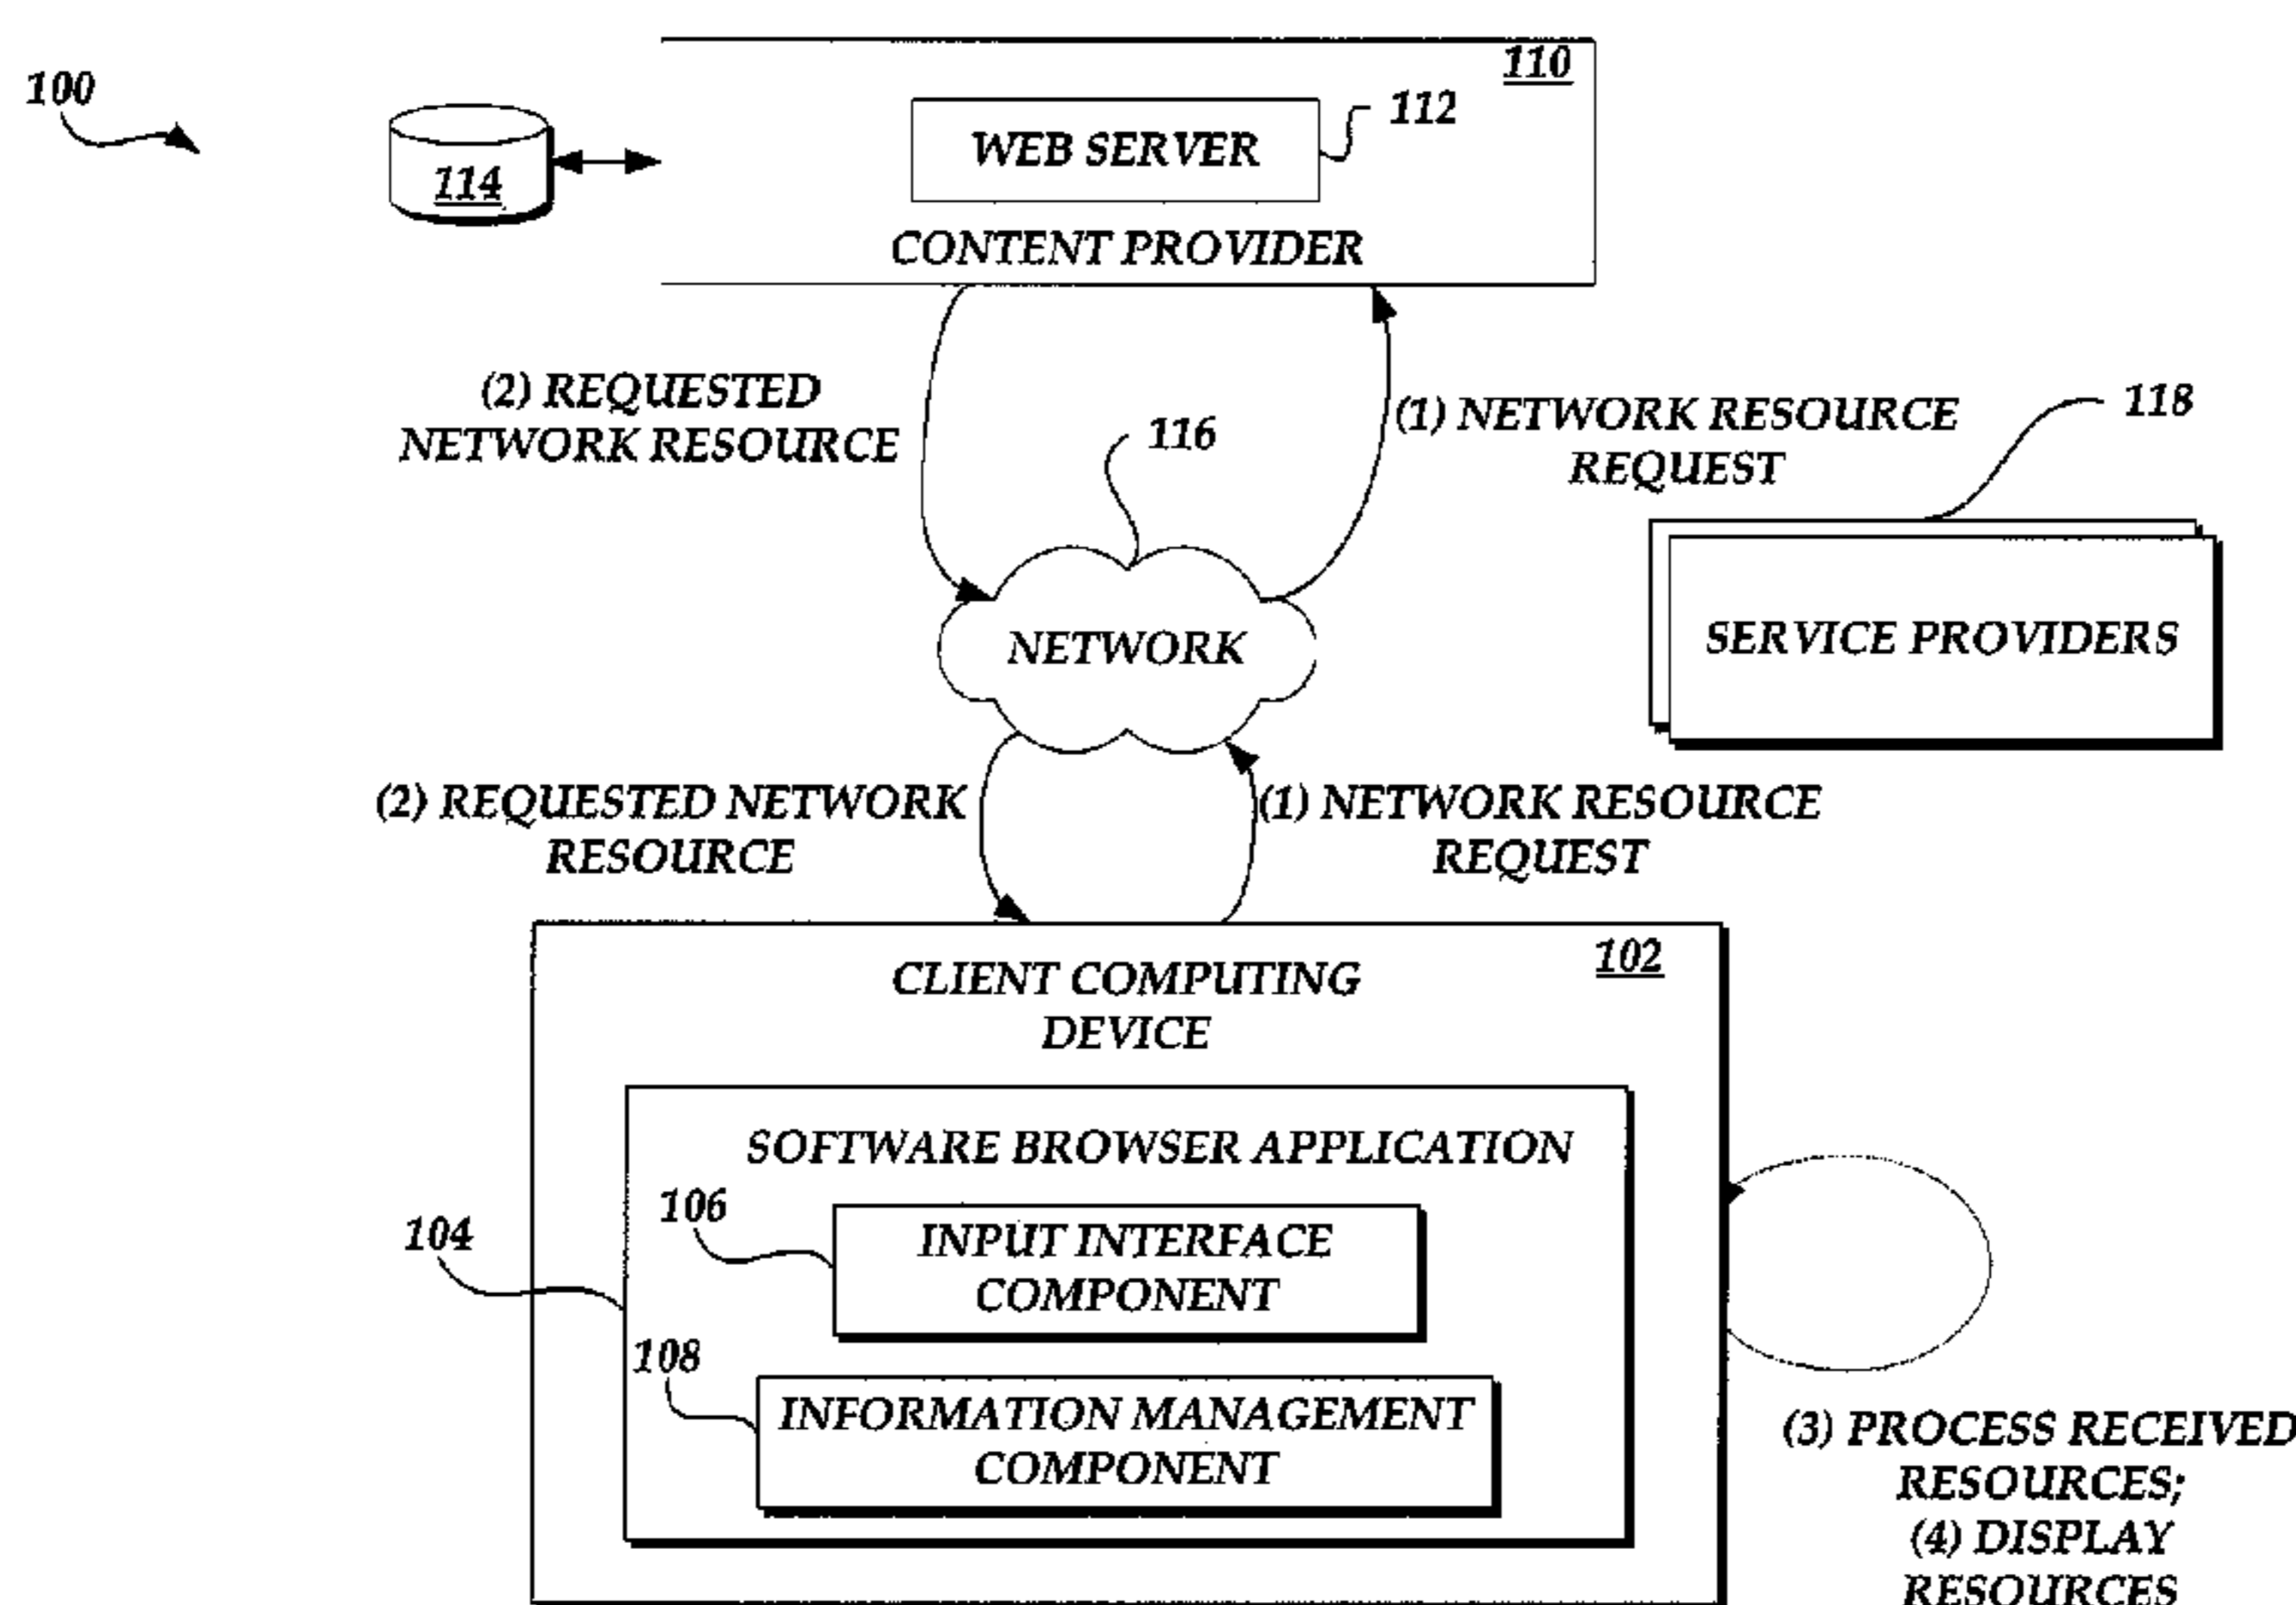 100
110
112
WEB SERVER
114
CONTENT PROVIDER
(2) REQUESTED
NETWORK RESOURCE
116
(1) NETWORK RESOURCE
REQUEST
118
NETWORK
SERVICE PROVIDERS
(2) REQUESTED NETWORK
RESOURCE
(1) NETWORK RESOURCE
REQUEST
102
CLIENT COMPUTING
DEVICE
SOFTWARE BROWSER APPLICATION
104
106
INPUT INTERFACE
COMPONENT
108
INFORMATION MANAGEMENT
COMPONENT
(3) PROCESS RECEIVED
RESOURCES;
(4) DISPLAY
RESOURCES